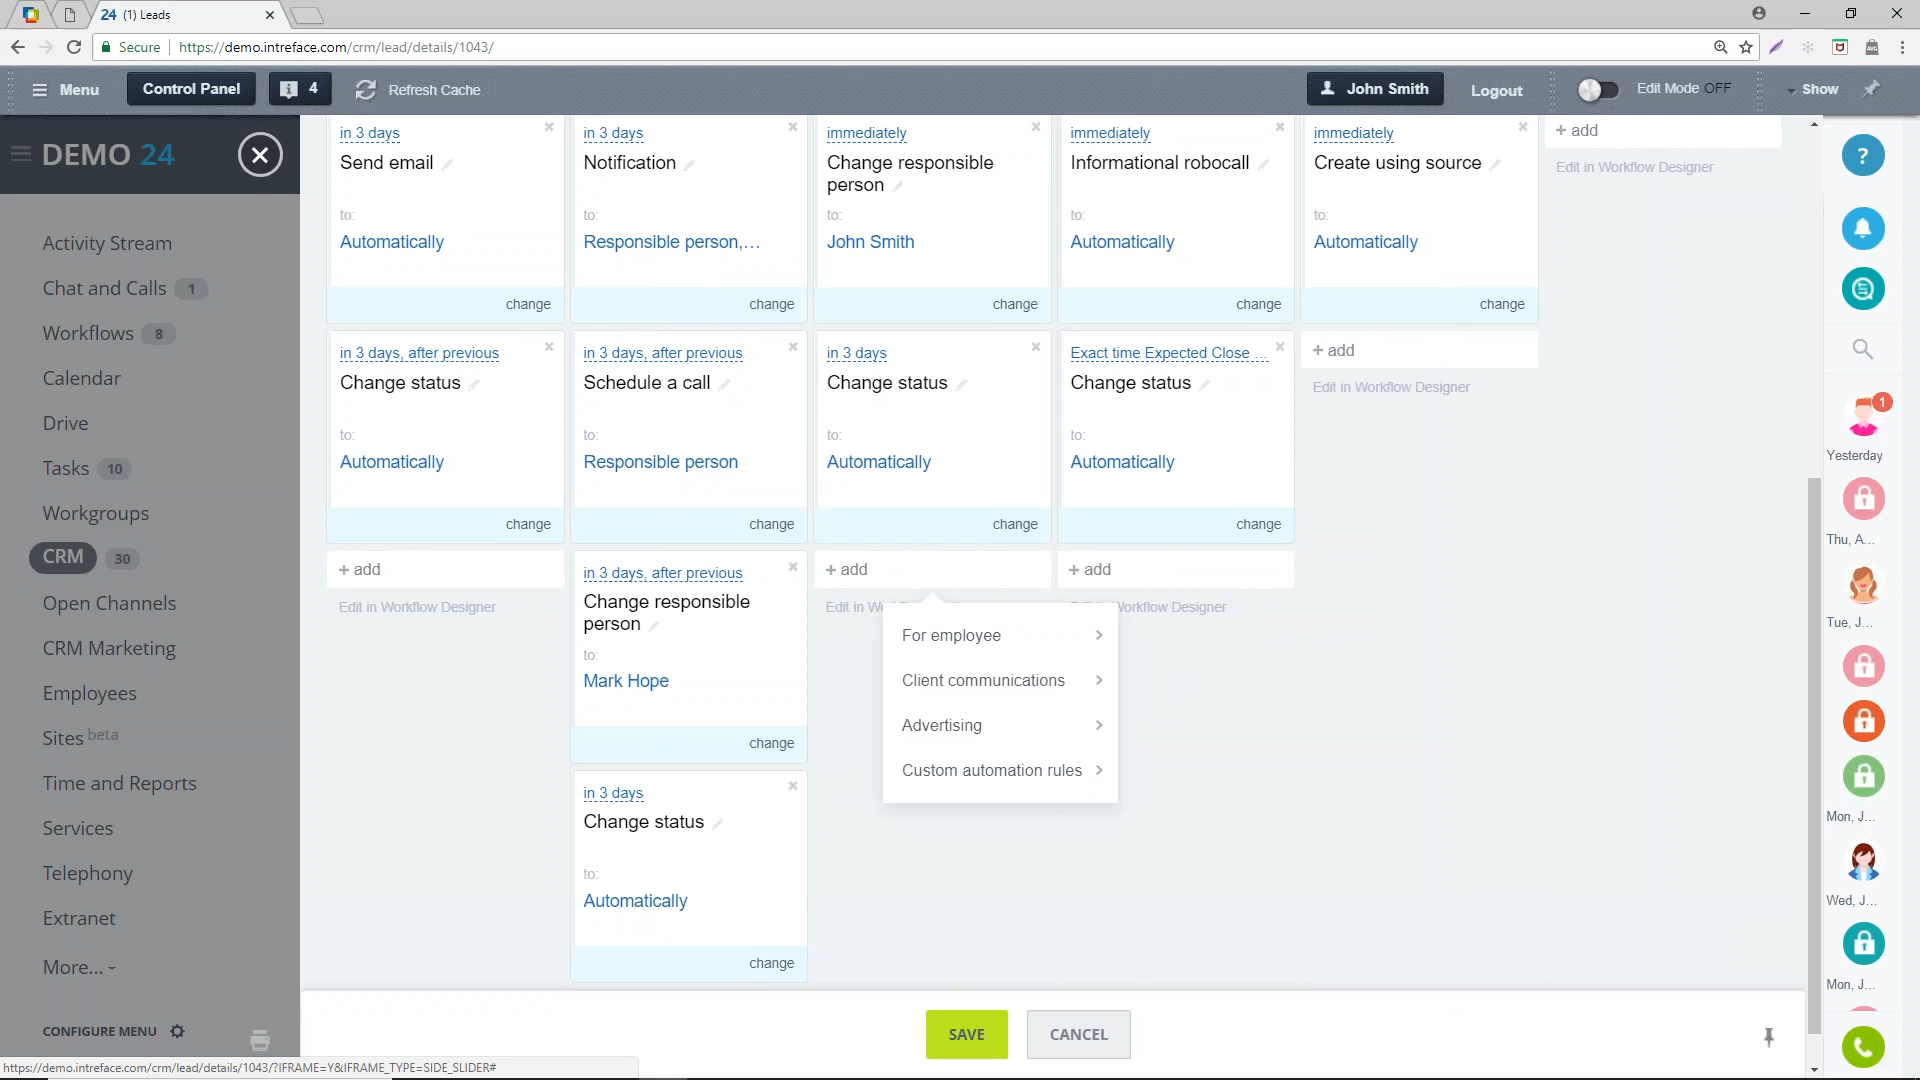 24 (1) Leads
Secure https://demo.intreface.com/crm/lead/details/1043/
Menu
Control Panel
4
Refresh Cache
John Smith
Logout
Edit Mode OFF
Show
DEMO 24
Activity Stream
Chat and Calls 1
Workflows 8
Calendar
Drive
Tasks 10
Workgroups
CRM 30
Open Channels
CRM Marketing
Employees
Sites beta
Time and Reports
Services
Telephony
Extranet
More...
CONFIGURE MENU
in 3 days
Send email
to:
Automatically
change
in 3 days, after previous
Change status
to:
Automatically
change
+ add
Edit in Workflow Designer
in 3 days
Notification
to:
Responsible person,...
change
in 3 days, after previous
Schedule a call
to:
Responsible person
change
in 3 days, after previous
Change responsible
person
to:
Mark Hope
change
in 3 days
Change status
to:
Automatically
change
immediately
Change responsible
person
to:
John Smith
change
in 3 days
Change status
to:
Automatically
change
+ add
Edit in
For employee
Client communications
Advertising
Custom automation rules
immediately
Informational robocall
to:
Automatically
change
Exact time Expected Close ...
Change status
to:
Automatically
change
+ add
Workflow Designer
immediately
Create using source
to:
Automatically
change
+ add
Edit in Workflow Designer
+ add
Edit in Workflow Designer
SAVE
CANCEL
?
1
Yesterday
Thu, A...
Tue, J...
Mon, J...
Wed, J...
Mon, J...
https://demo.intreface.com/crm/lead/details/1043/?IFRAME=Y&IFRAME_TYPE=SIDE_SLIDER#